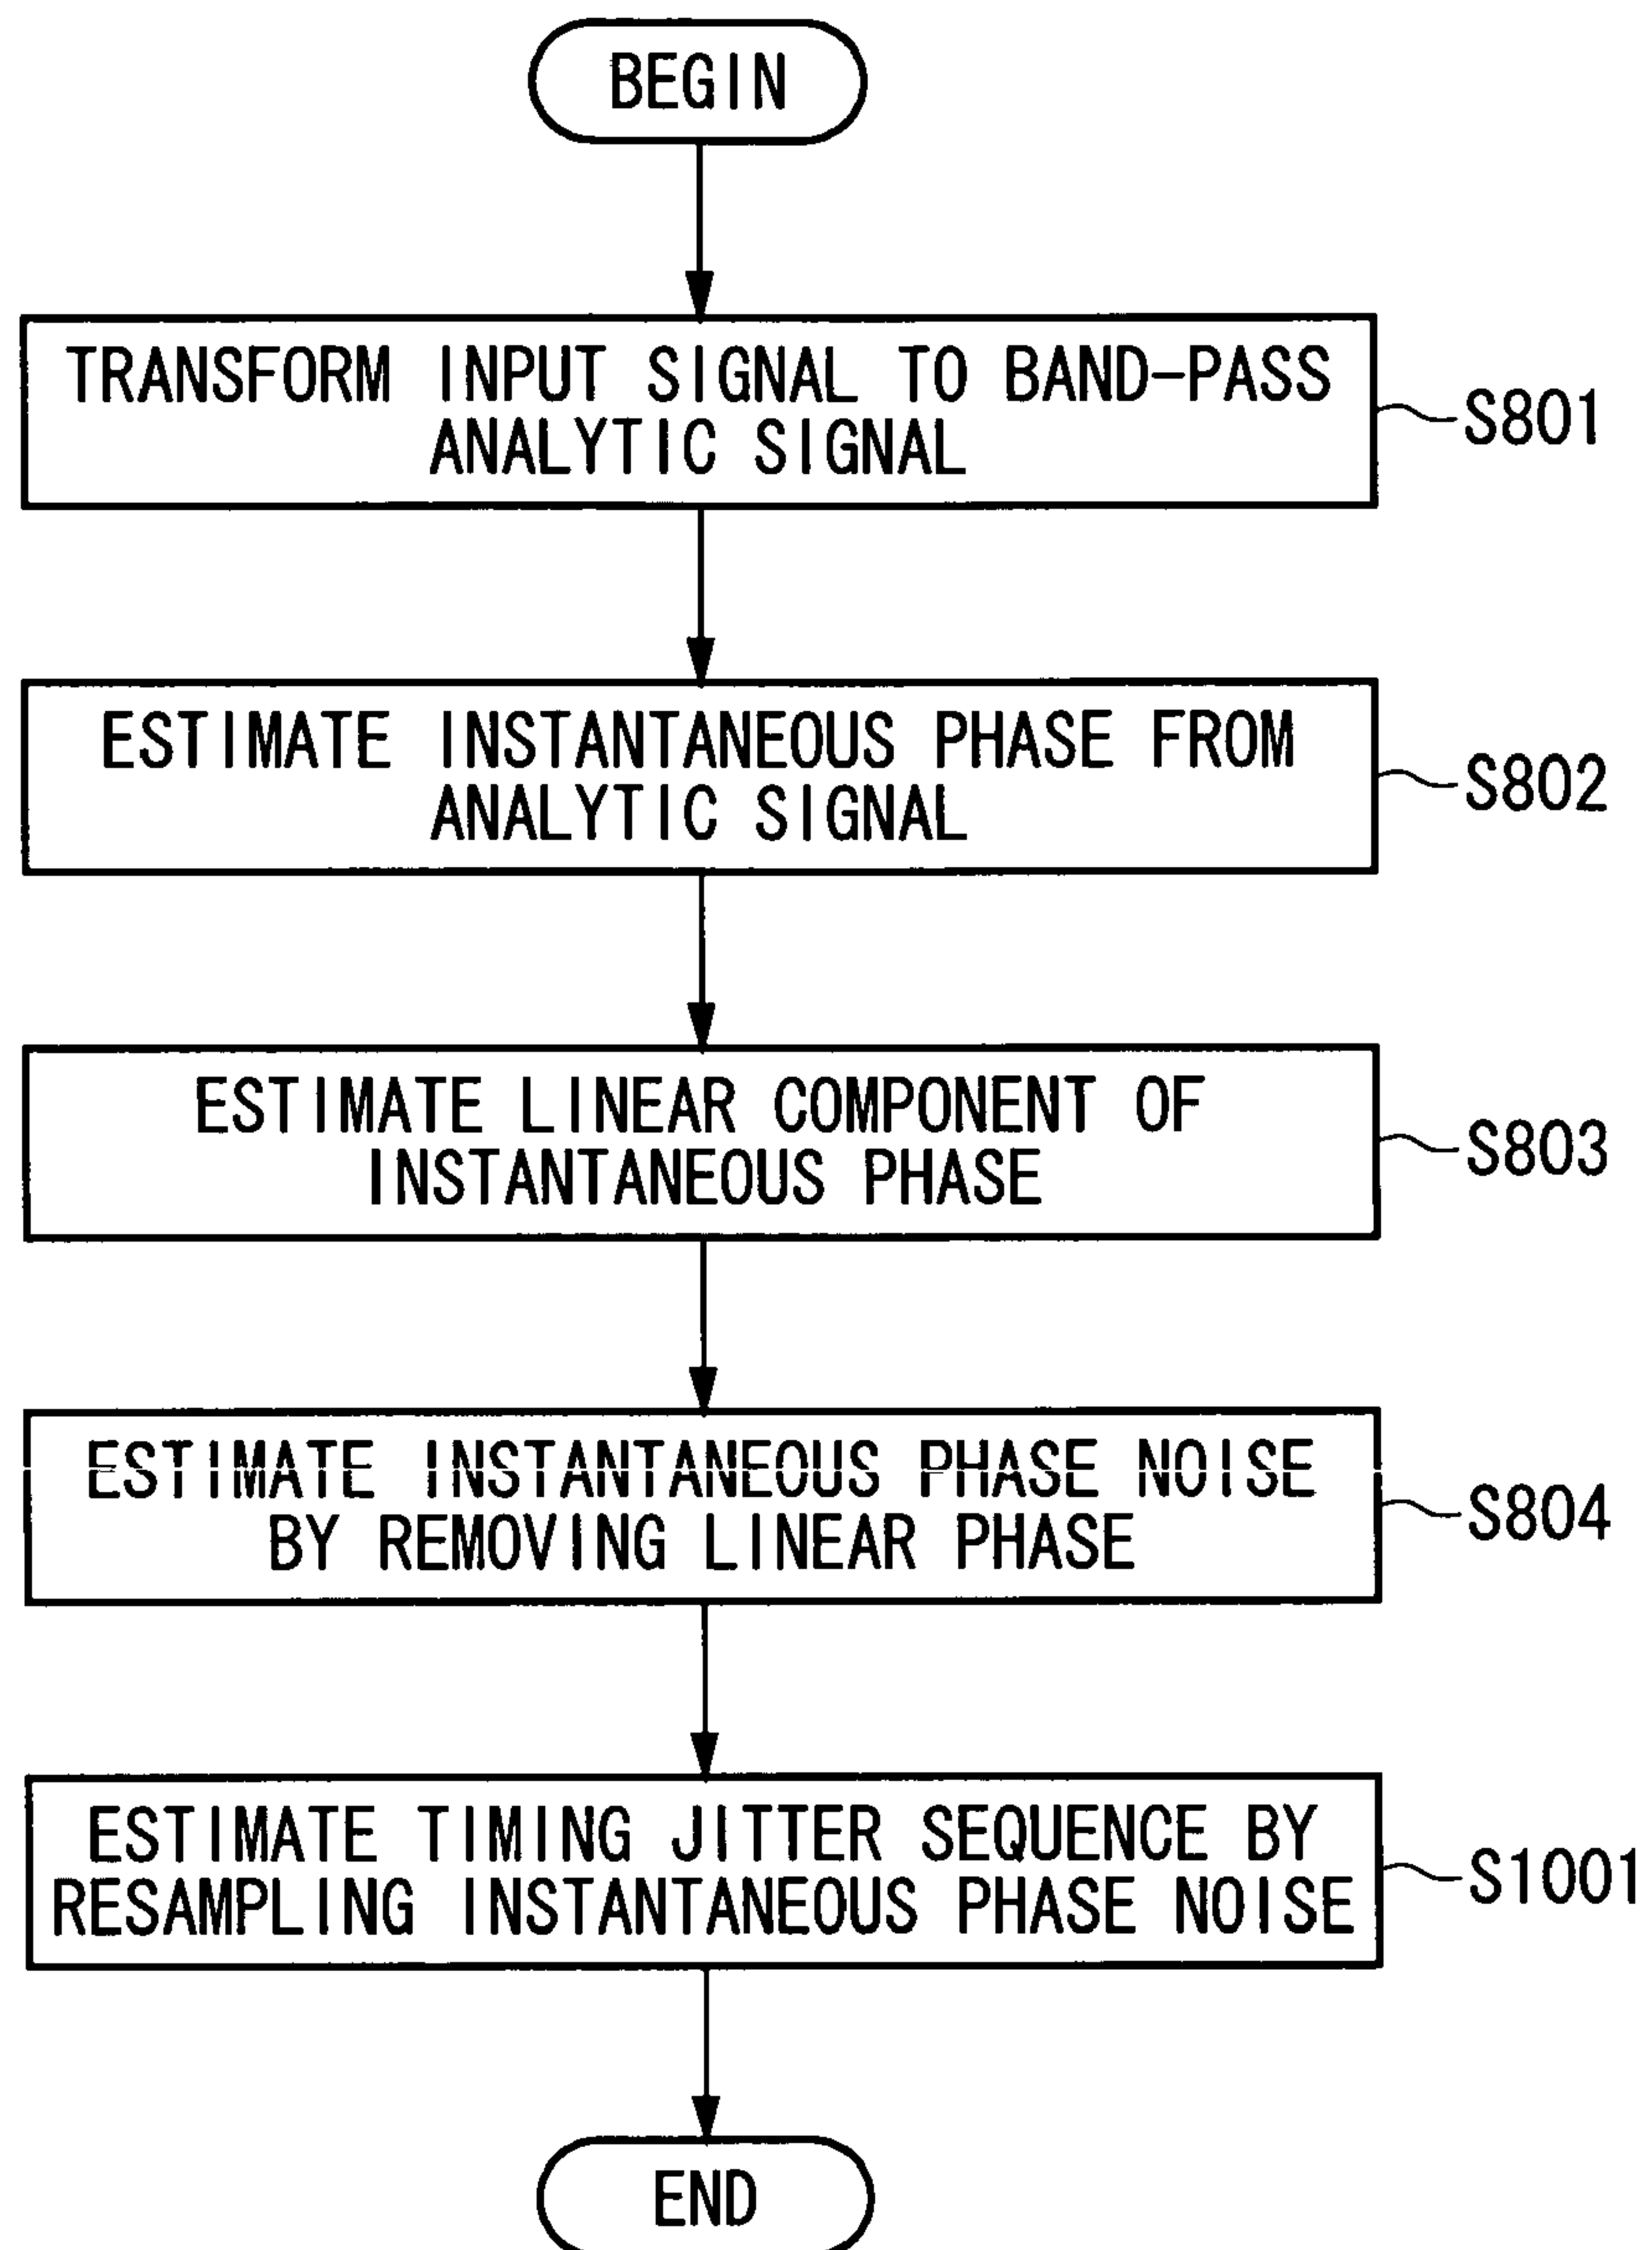 BEGIN
TRANSFORM INPUT SIGNAL TO BAND-PASS
ANALYTIC SIGNAL
S801
ESTIMATE INSTANTANEOUS PHASE FROM
ANALYTIC SIGNAL
S802
ESTIMATE LINEAR COMPONENT OF
INSTANTANEOUS PHASE
S803
ESTIMATE INSTANTANEOUS PHASE NOISE
BY REMOVING LINEAR PHASE
S804
ESTIMATE TIMING JITTER SEQUENCE BY
RESAMPLING INSTANTANEOUS PHASE NOISE
S1001
END